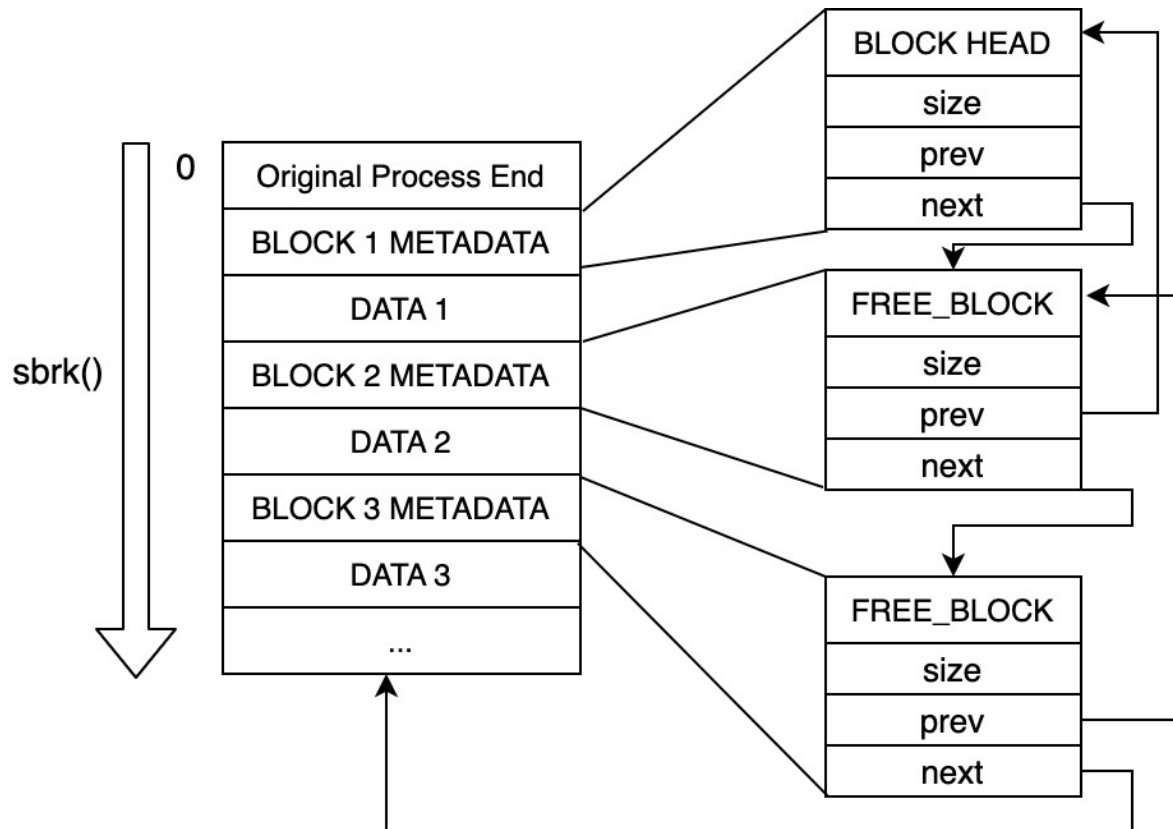 BLOCK HEAD
size
prev
next
0
Original Process End
BLOCK 1 METADATA
DATA 1
BLOCK 2 METADATA
DATA 2
BLOCK 3 METADATA
DATA 3
...
sbrk()
FREE_BLOCK
size
prev
next
FREE_BLOCK
size
prev
next